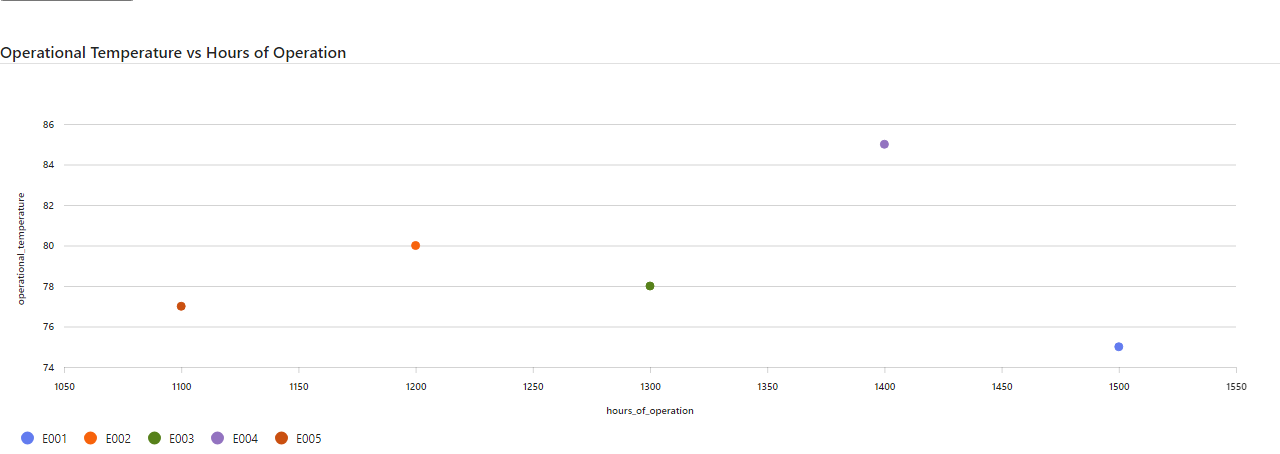 Operational Temperature vs Hours of Operation
86
84
82
80
78
76
74
operational_temperature
1050 1100 1150 1200 1250 1300 1350 1400 1450 1500 1550
hours_of_operation
E001 E002 E003 E004 E005